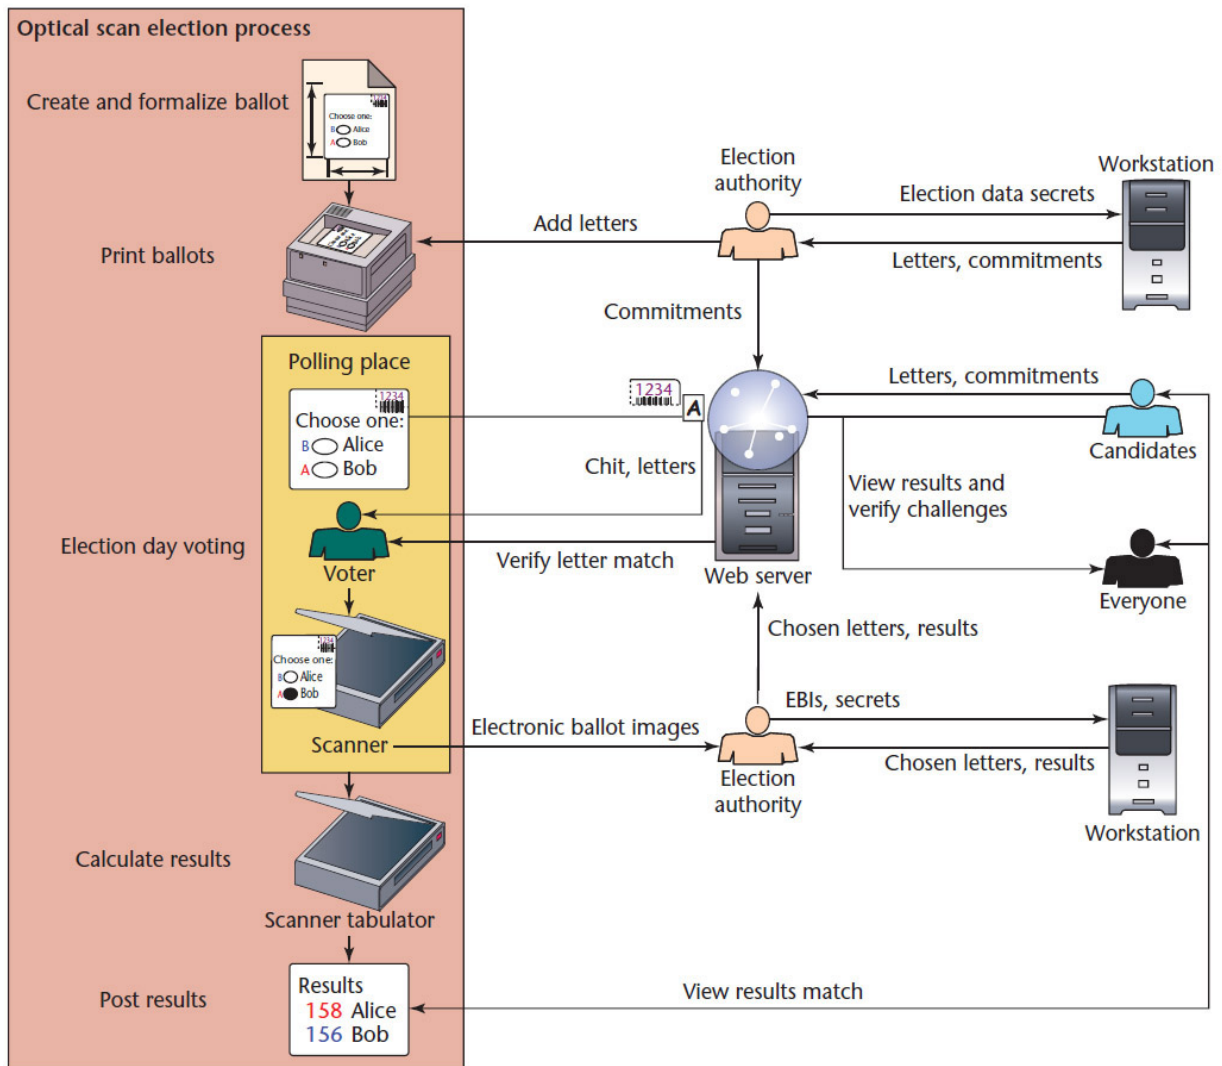 Optical scan election process
Create and formalize ballot
1234
Choose one:
B Alice
A Bob
Print ballots
Add letters
Election
authority
Election data secrets
Letters, commitments
Workstation
Commitments
Polling place
1234
Choose one:
B Alice
A Bob
1234
A
Chit, letters
Letters, commitments
Candidates
View results and
verify challenges
Election day voting
Voter
Verify letter match
Web server
Everyone
Chosen letters, results
1234
Choose one:
B Alice
A Bob
Scanner
Electronic ballot images
EBIs, secrets
Chosen letters, results
Election
authority
Workstation
Calculate results
Scanner tabulator
Post results
Results
158 Alice
156 Bob
View results match